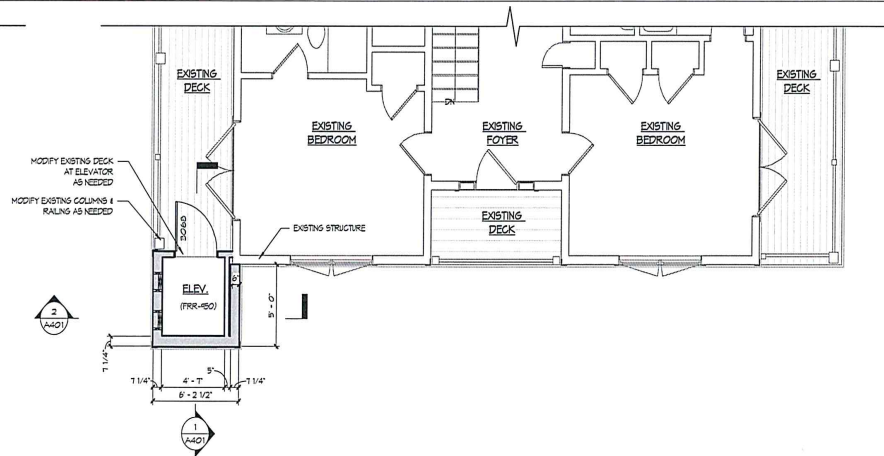 EXISTING
DECK
EXISTING
BEDROOM
DN
EXISTING
FOYER
EXISTING
BEDROOM
EXISTING
DECK
MODIFY EXISTING DECK
AT ELEVATOR
AS NEEDED
MODIFY EXISTING COLUMNS &
RAILING AS NEEDED
3068
EXISTING STRUCTURE
EXISTING
DECK
ELEV.
(FRR-950)
6"
5' - 0"
2
A401
7 1/4"
7 1/4"
4' - 7"
5"
7 1/4"
6' - 2 1/2"
1
A401